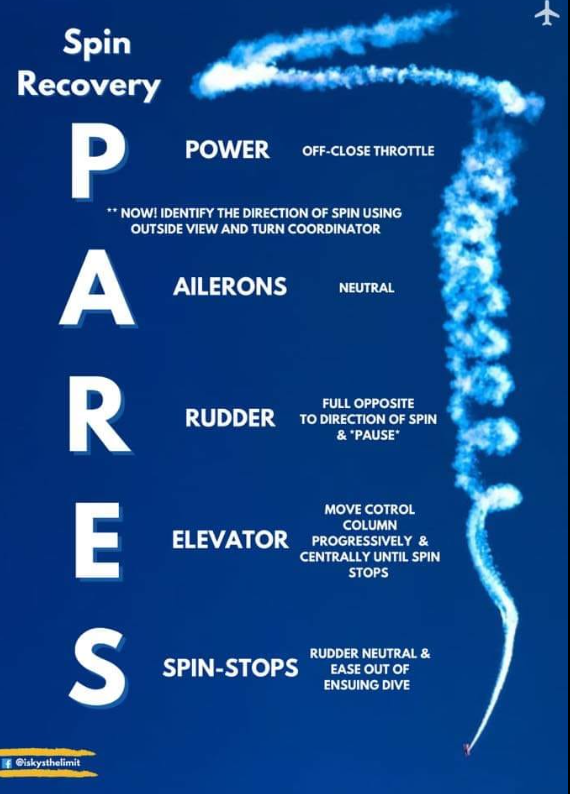 Spin
Recovery
P
POWER
OFF-CLOSE THROTTLE
** NOW! IDENTIFY THE DIRECTION OF SPIN USING
OUTSIDE VIEW AND TURN COORDINATOR
A
AILERONS
NEUTRAL
R
RUDDER
FULL OPPOSITE
TO DIRECTION OF SPIN
& *PAUSE*
E
ELEVATOR
MOVE COTROL
COLUMN
PROGRESSIVELY &
CENTRALLY UNTIL SPIN
STOPS
S
SPIN-STOPS
RUDDER NEUTRAL &
EASE OUT OF
ENSUING DIVE
f @iskysthelimit